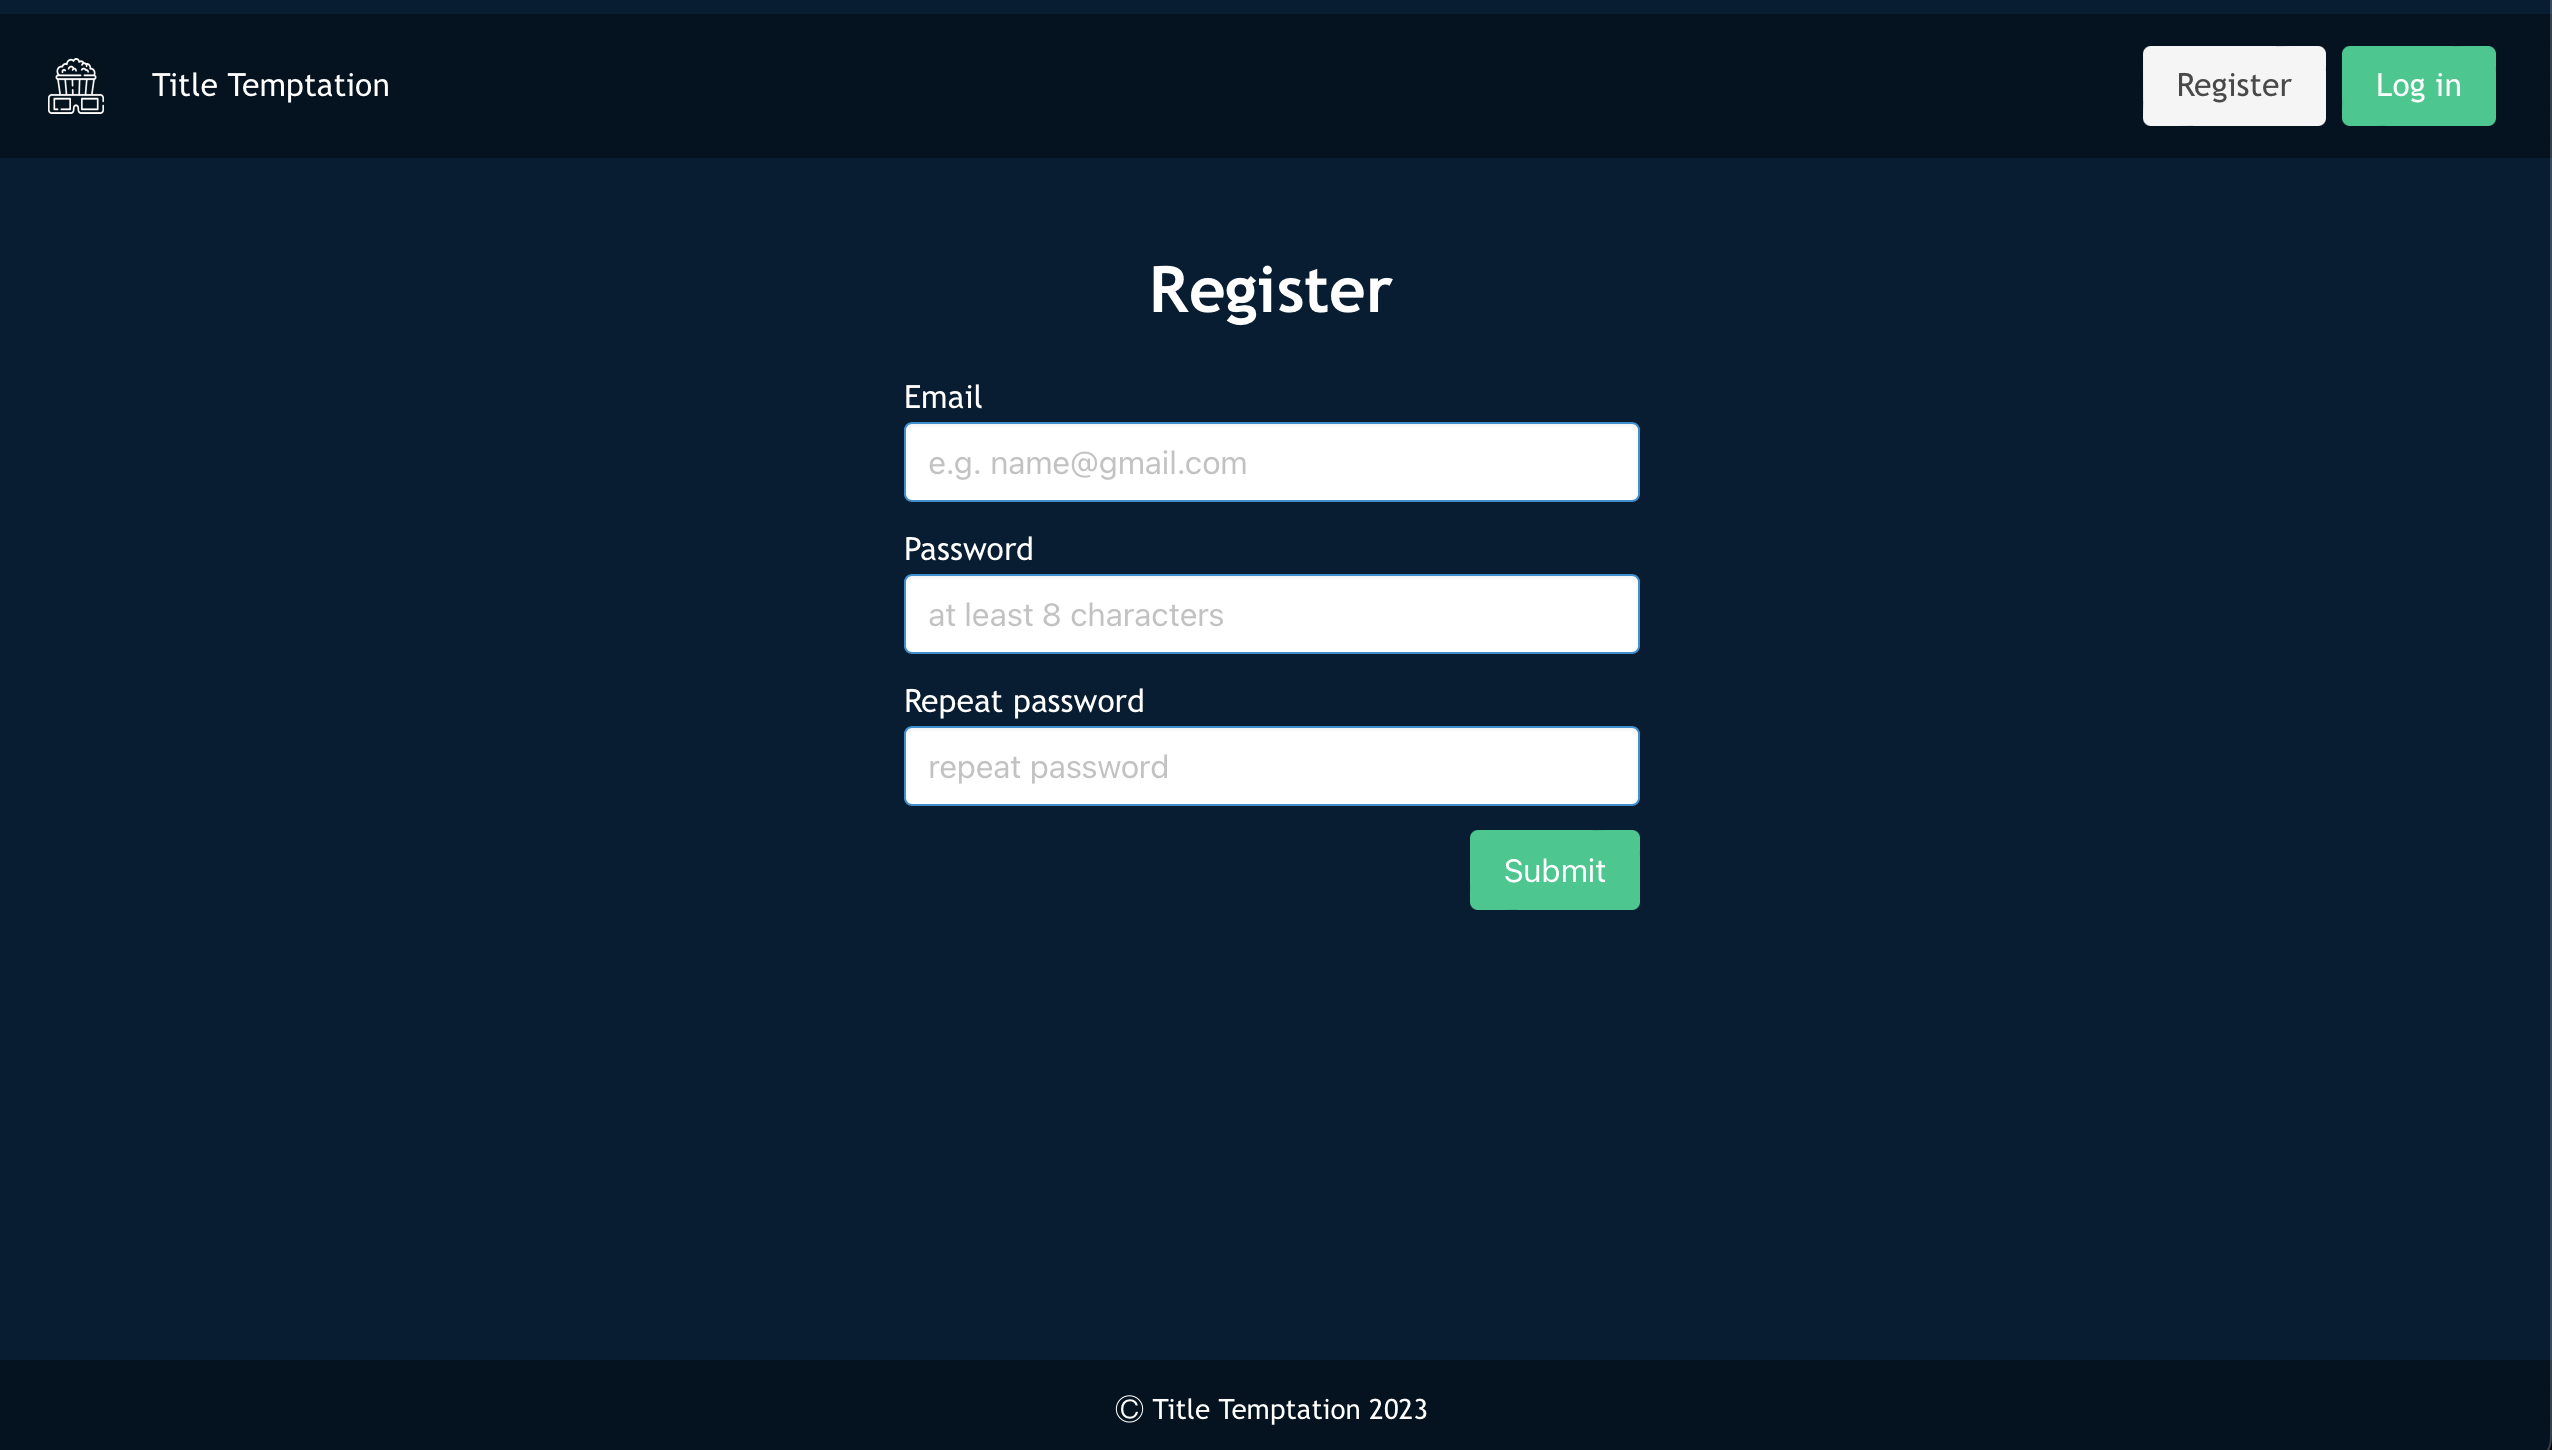 Title Temptation
Register
Log in
Register
Email
e.g. name@gmail.com
Password
at least 8 characters
Repeat password
repeat password
Submit
© Title Temptation 2023